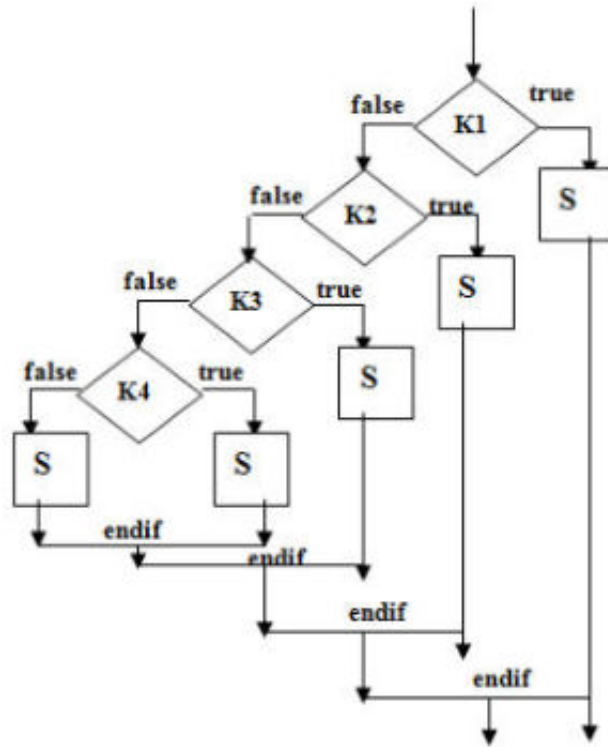 false
true
K1
S
false
K2
true
S
false
K3
true
S
false
K4
true
S
S
endif
endif
endif
endif